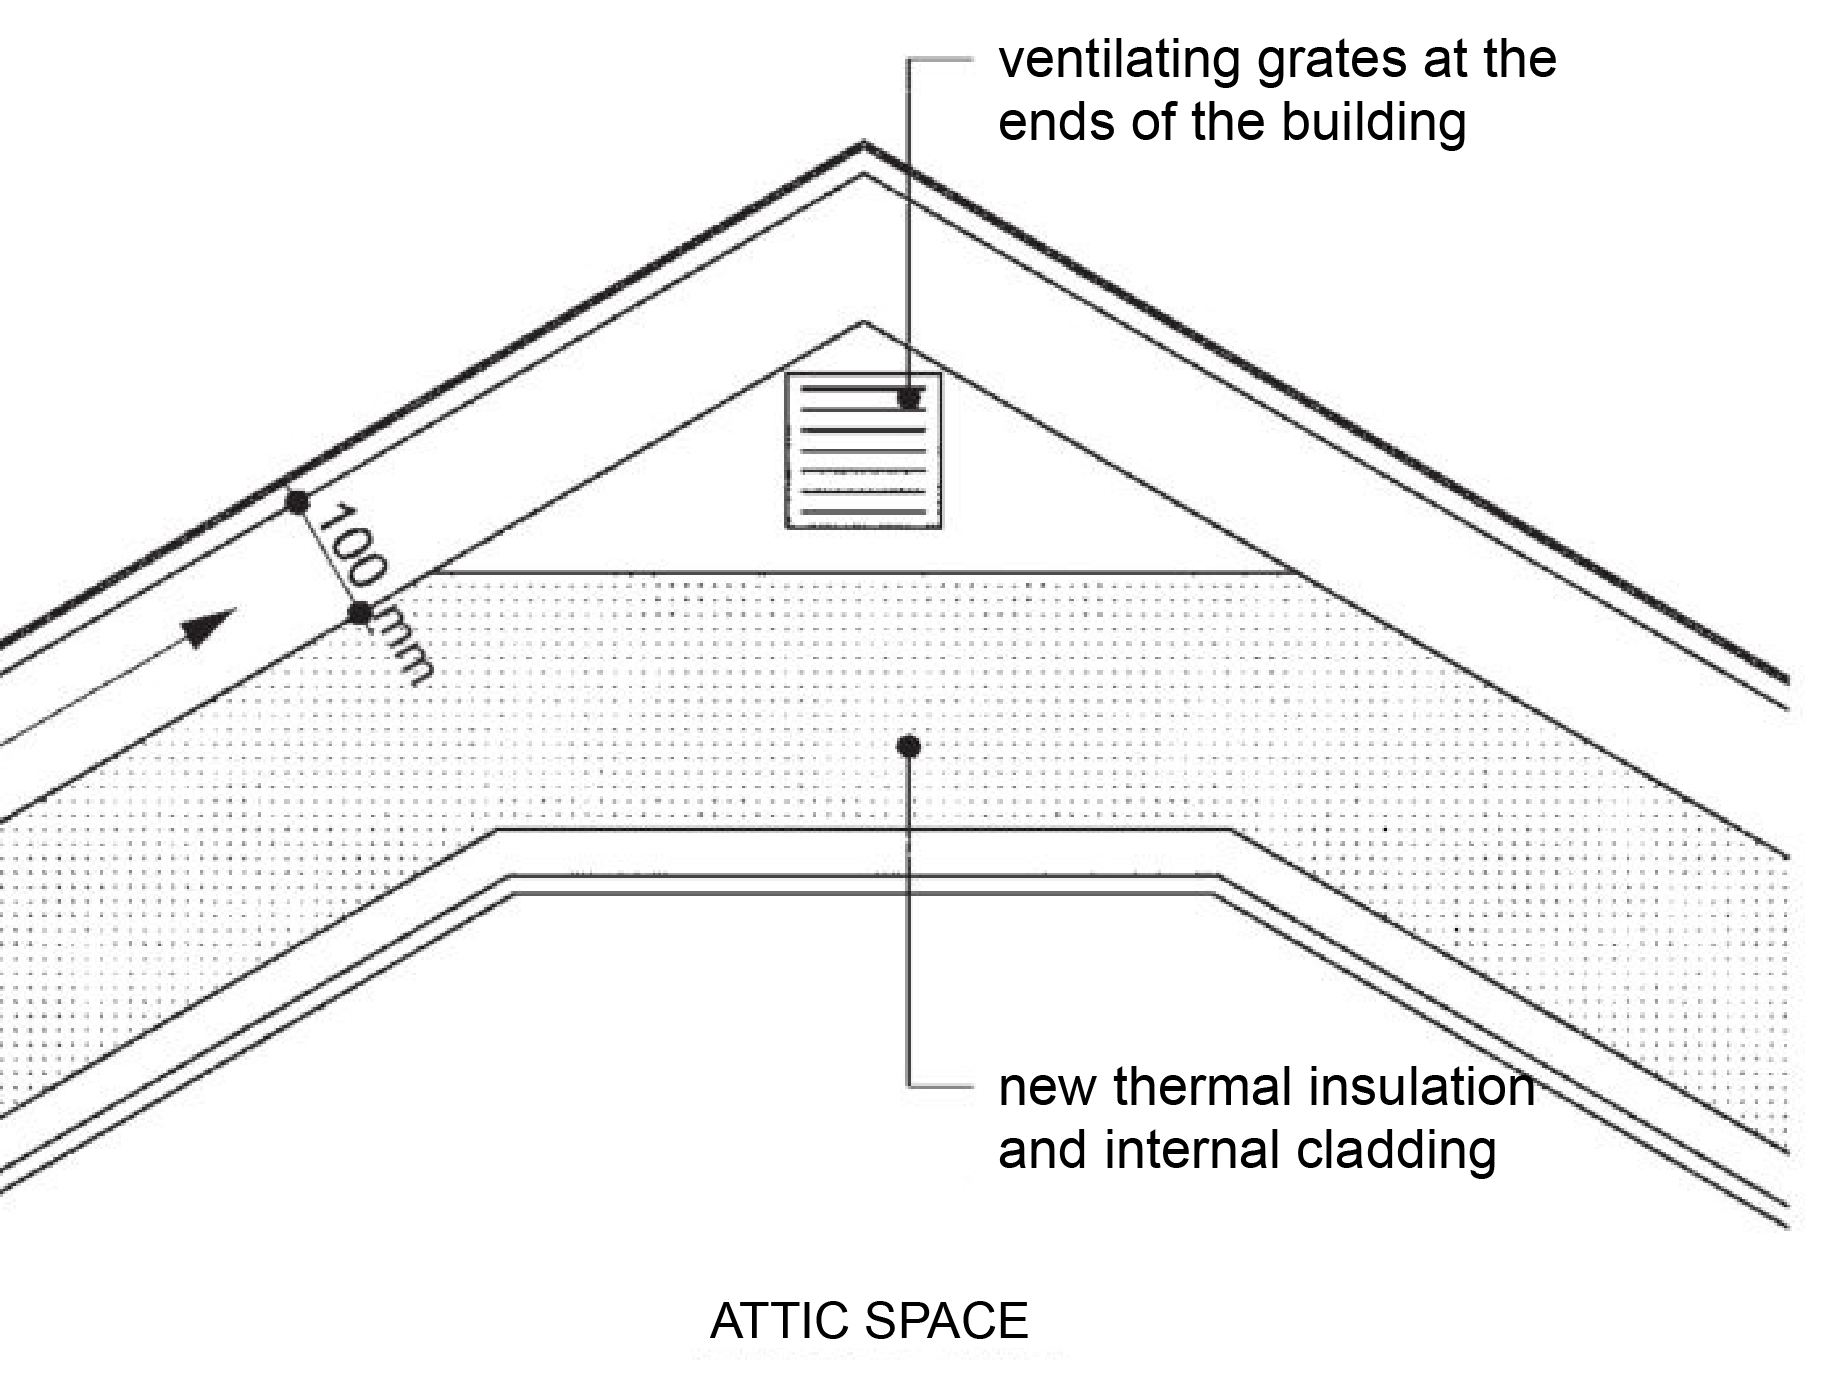 ventilating grates at the
ends of the building
100 mm
new thermal insulation
and internal cladding
ATTIC SPACE